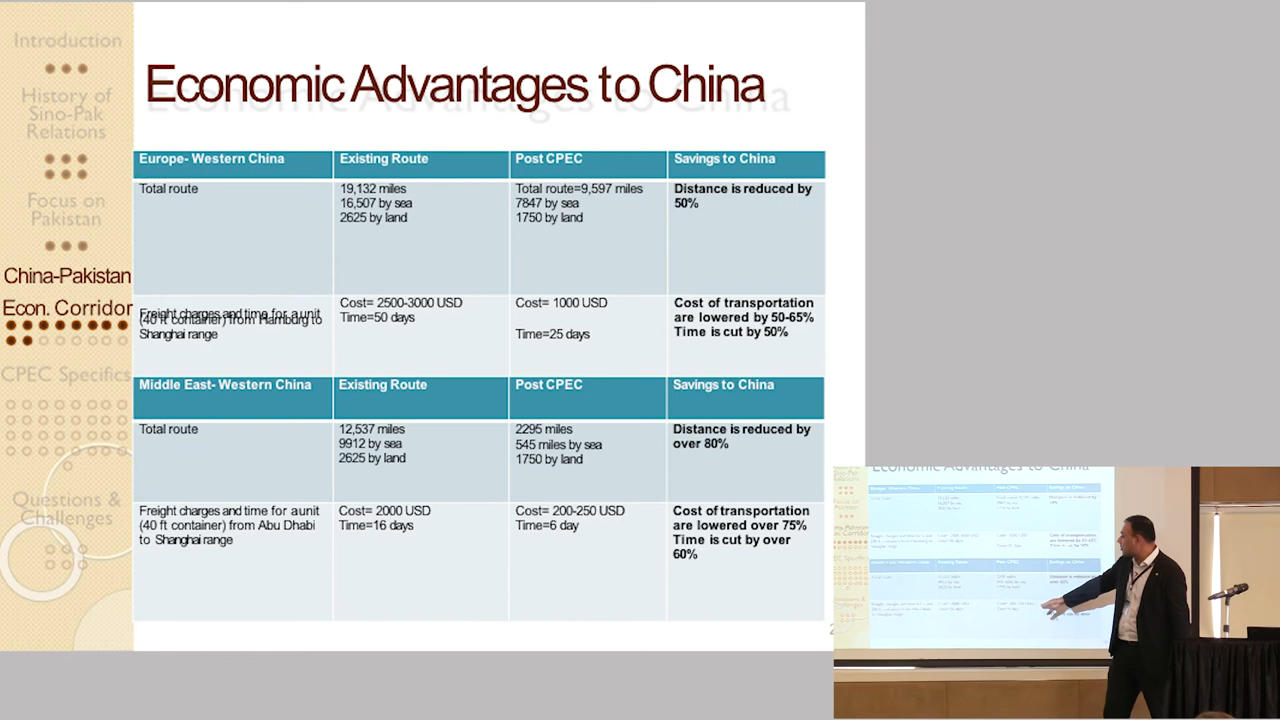 Introduction
History of
Sino-Pak
Relations
Focus on
Pakistan
China-Pakistan
Econ. Corridor
CPEC Specifics
Questions &
Challenges
Economic Advantages to China
Europe- Western China
Existing Route
Post CPEC
Savings to China
Total route
19,132 miles
16,507 by sea
2625 by land
Total route=9,597 miles
7847 by sea
1750 by land
Distance is reduced by
50%
Freight charges and time for a unit
(40 ft container) from Hamburg to
Shanghai range
Cost= 2500-3000 USD
Time=50 days
Cost= 1000 USD
Time=25 days
Cost of transportation
are lowered by 50-65%
Time is cut by 50%
Middle East- Western China
Existing Route
Post CPEC
Savings to China
Total route
12,537 miles
9912 by sea
2625 by land
2295 miles
545 miles by sea
1750 by land
Distance is reduced by
over 80%
Freight charges and time for a unit
(40 ft container) from Abu Dhabi
to Shanghai range
Cost= 2000 USD
Time=16 days
Cost= 200-250 USD
Time=6 day
Cost of transportation
are lowered over 75%
Time is cut by over
60%
Economic Advantages to China